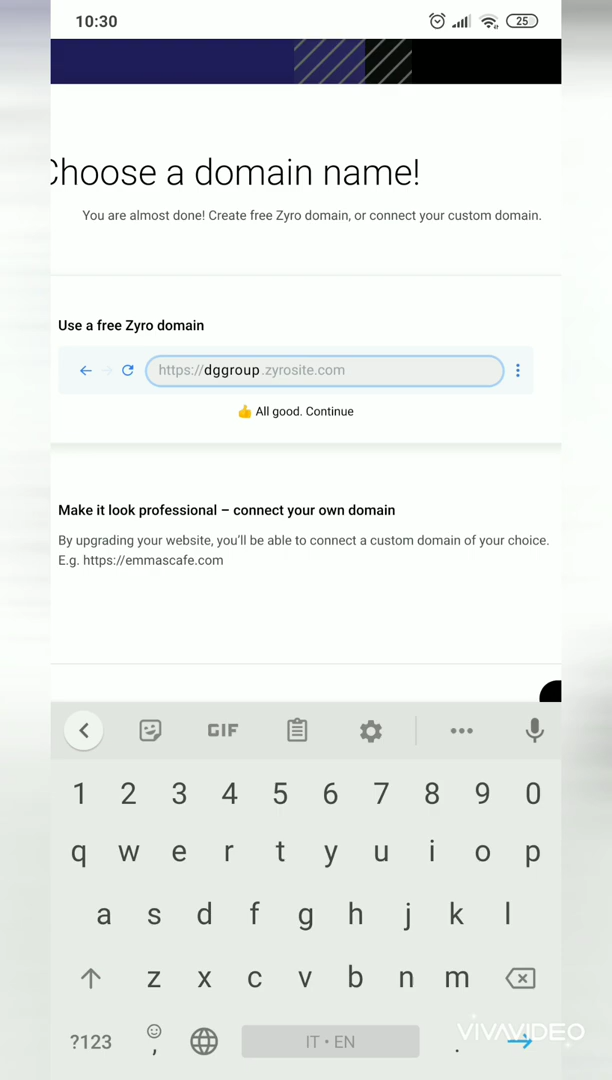 10:30
25
Choose a domain name!
You are almost done! Create free Zyro domain, or connect your custom domain.
Use a free Zyro domain
https://dggroup.zyrosite.com
👍 All good. Continue
Make it look professional – connect your own domain
By upgrading your website, you'll be able to connect a custom domain of your choice.
E.g. https://emmascafe.com
GIF
1 2 3 4 5 6 7 8 9 0
q w e r t y u i o p
a s d f g h j k l
z x c v b n m
?123 , IT • EN .
VIVAVIDEO